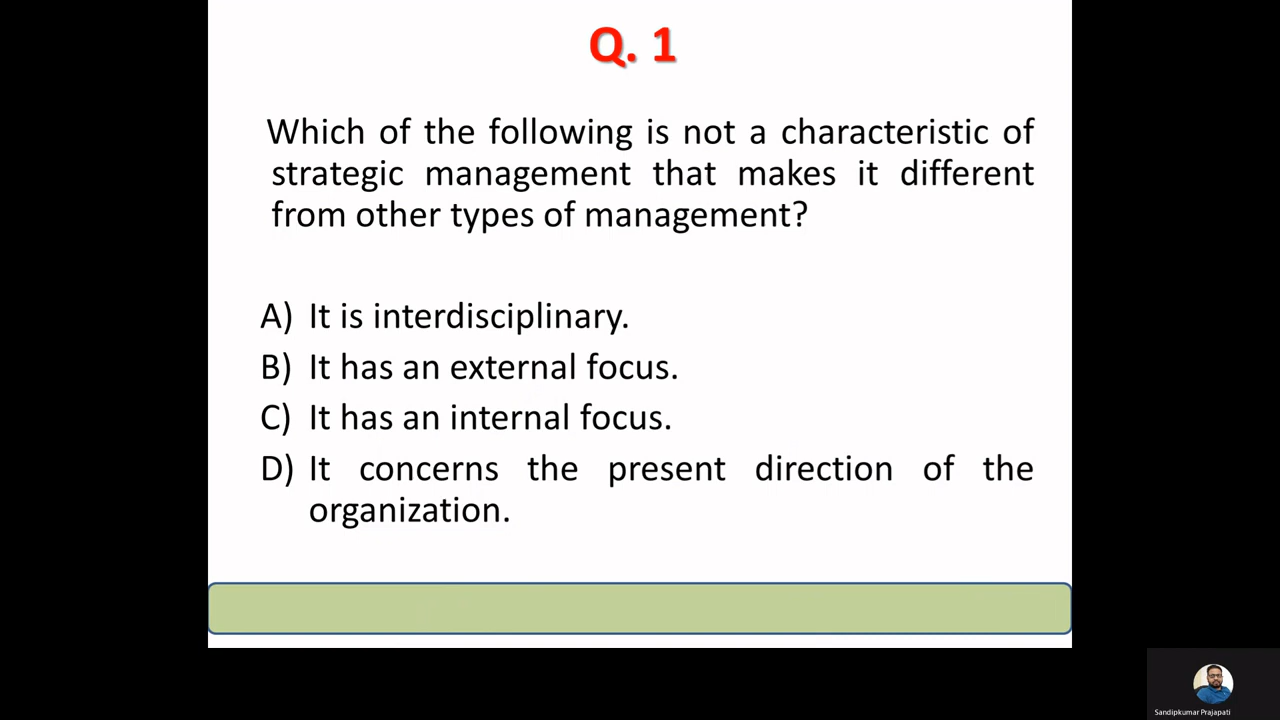 Q. 1
Which of the following is not a characteristic of
strategic management that makes it different
from other types of management?
A) It is interdisciplinary.
B) It has an external focus.
C) It has an internal focus.
D) It concerns the present direction of the
organization.
Sandipkumar Prajapati